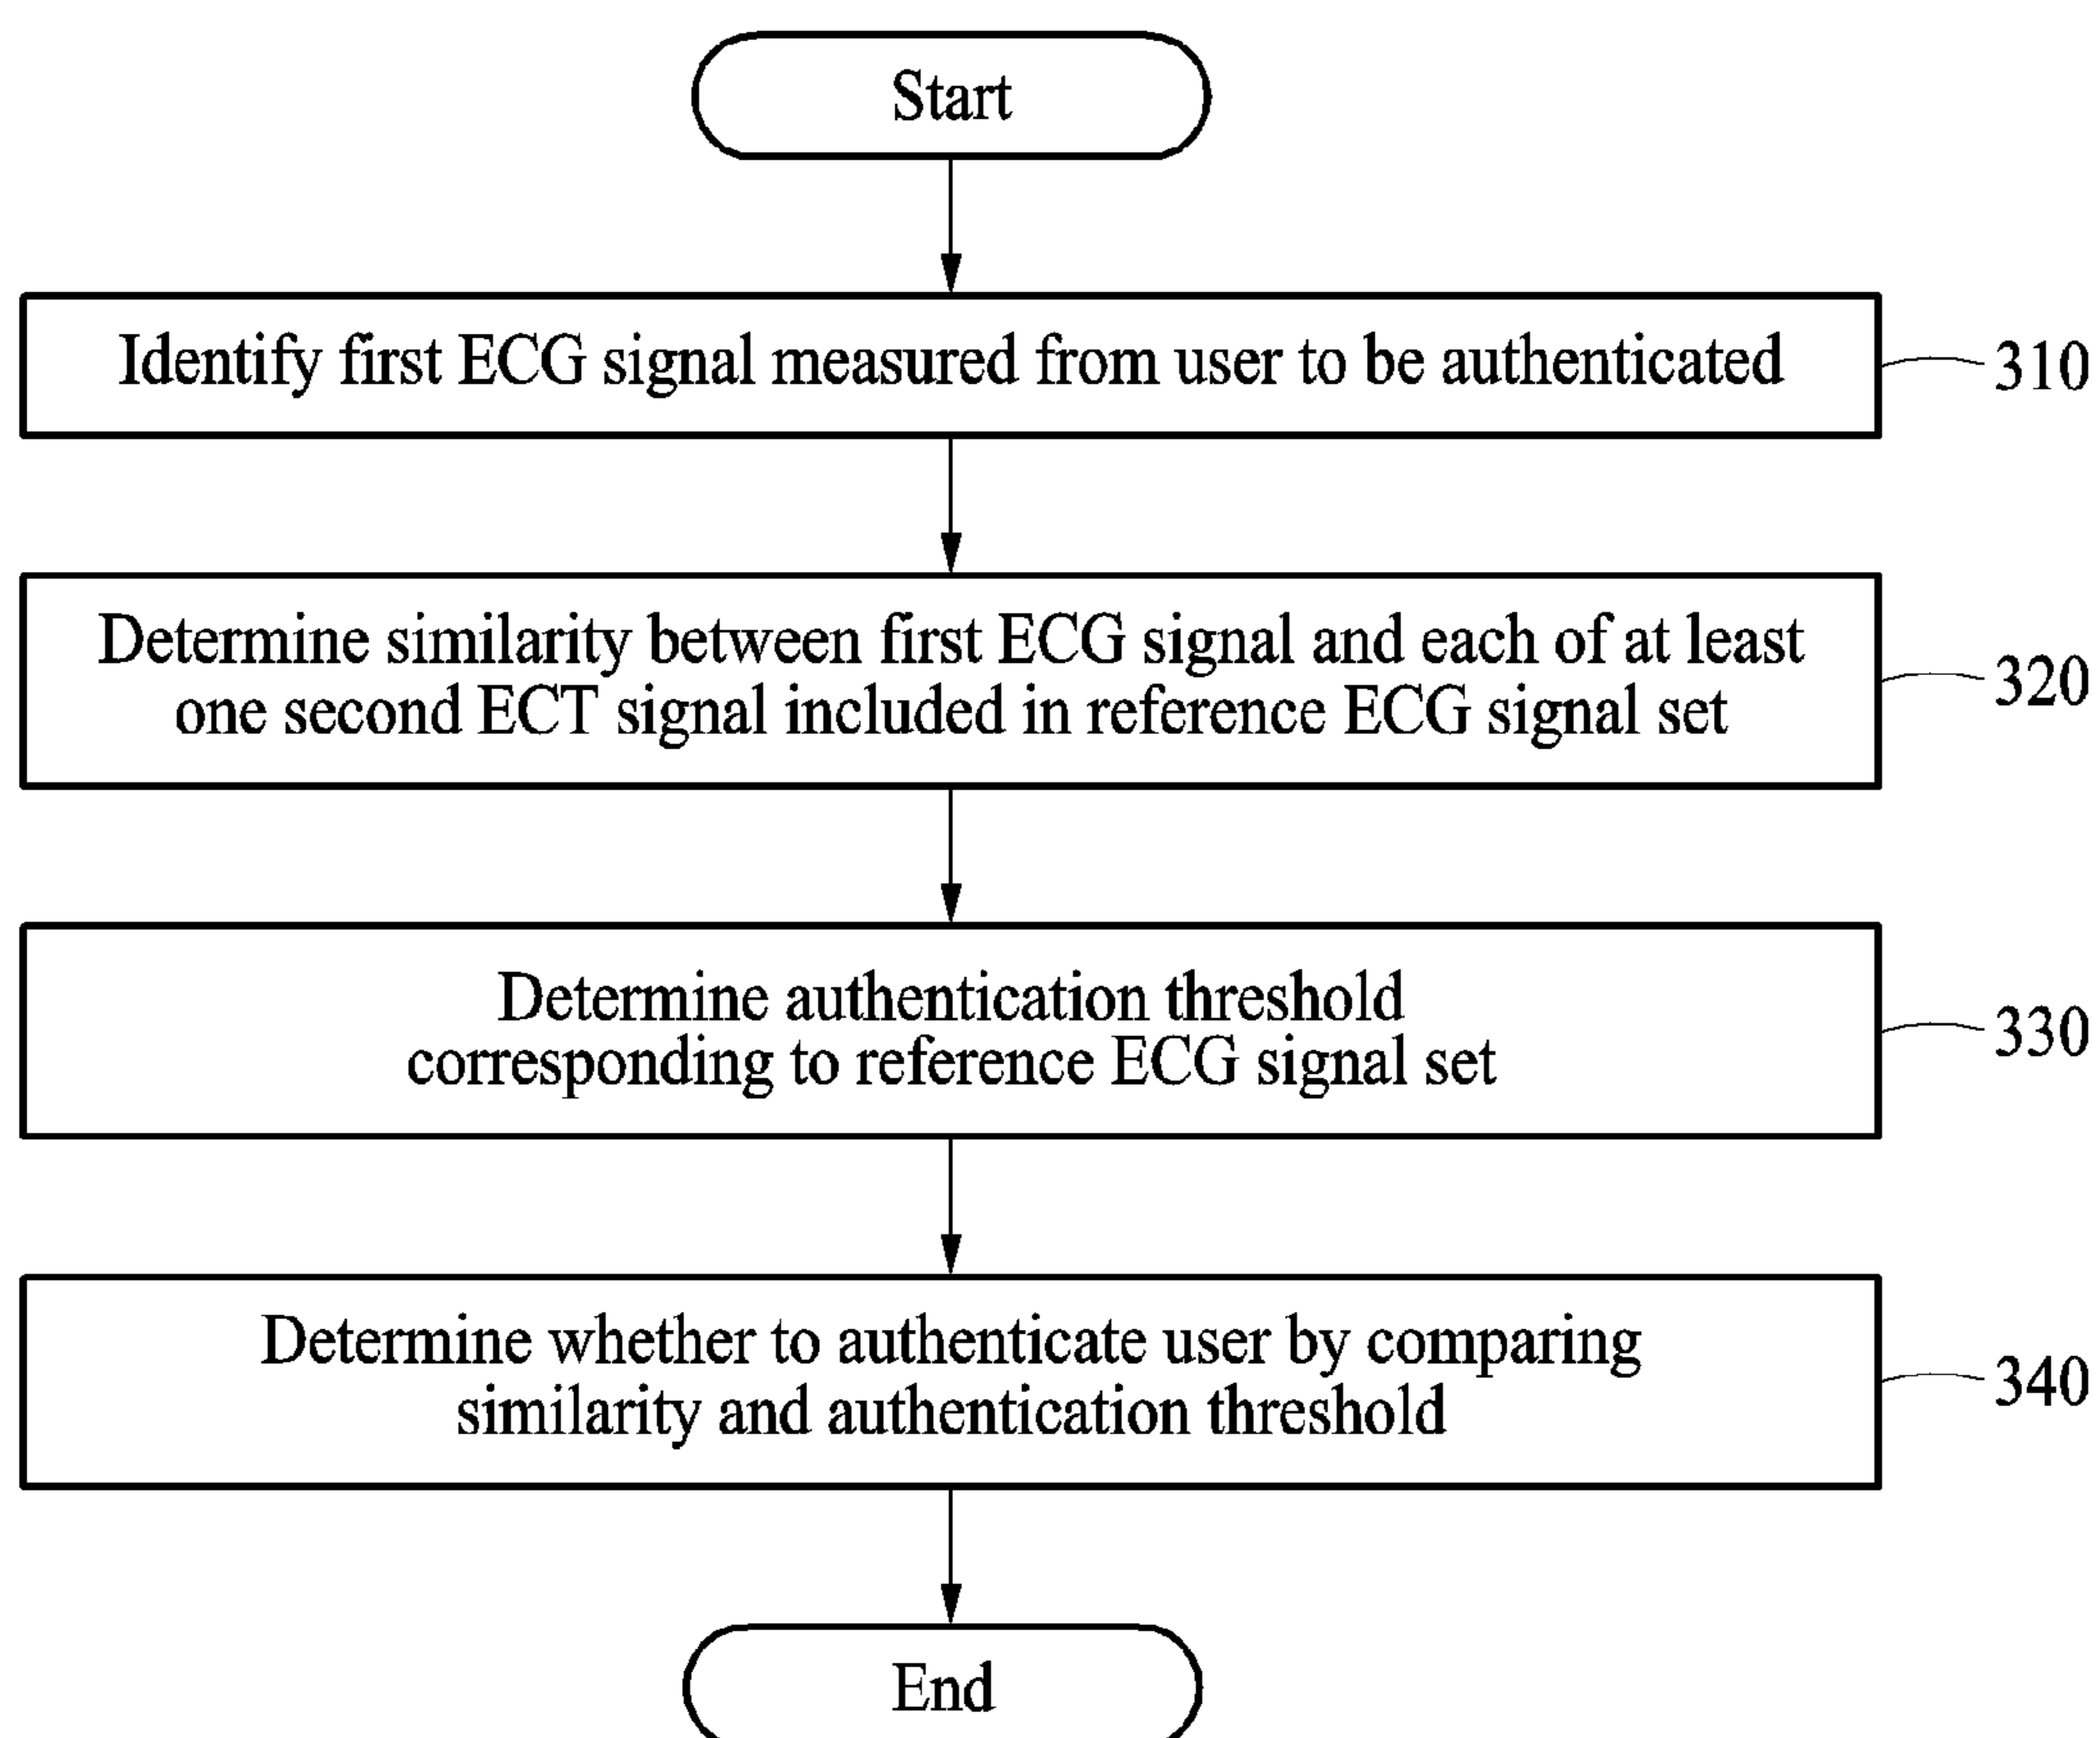 Start
Identify first ECG signal measured from user to be authenticated
310
Determine similarity between first ECG signal and each of at least
one second ECT signal included in reference ECG signal set
320
Determine authentication threshold
corresponding to reference ECG signal set
330
Determine whether to authenticate user by comparing
similarity and authentication threshold
340
End